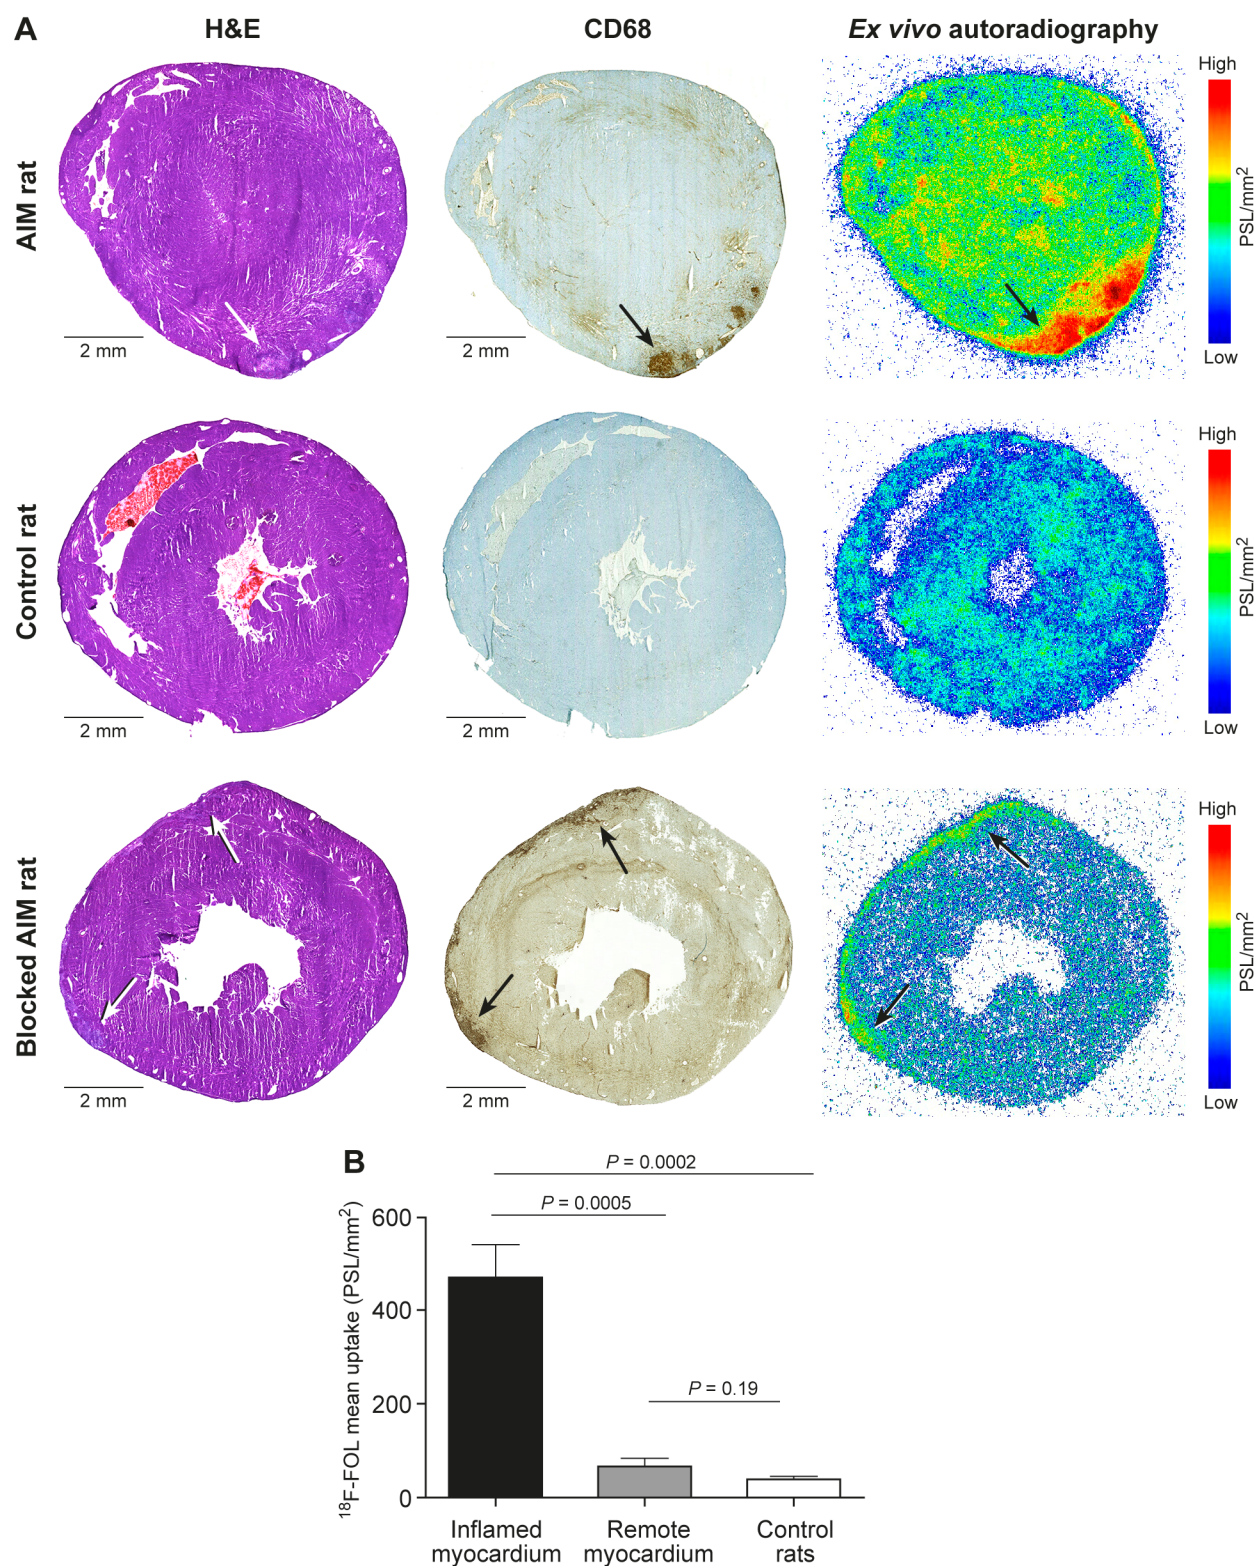 A
H&E
CD68
Ex vivo autoradiography
AIM rat
2 mm
2 mm
High
PSL/mm2
Low
Control rat
2 mm
2 mm
High
PSL/mm2
Low
Blocked AIM rat
2 mm
2 mm
High
PSL/mm2
Low
B
P = 0.0002
P = 0.0005
P = 0.19
18F-FOL mean uptake (PSL/mm2)
600
400
200
0
Inflamed
myocardium
Remote
myocardium
Control
rats